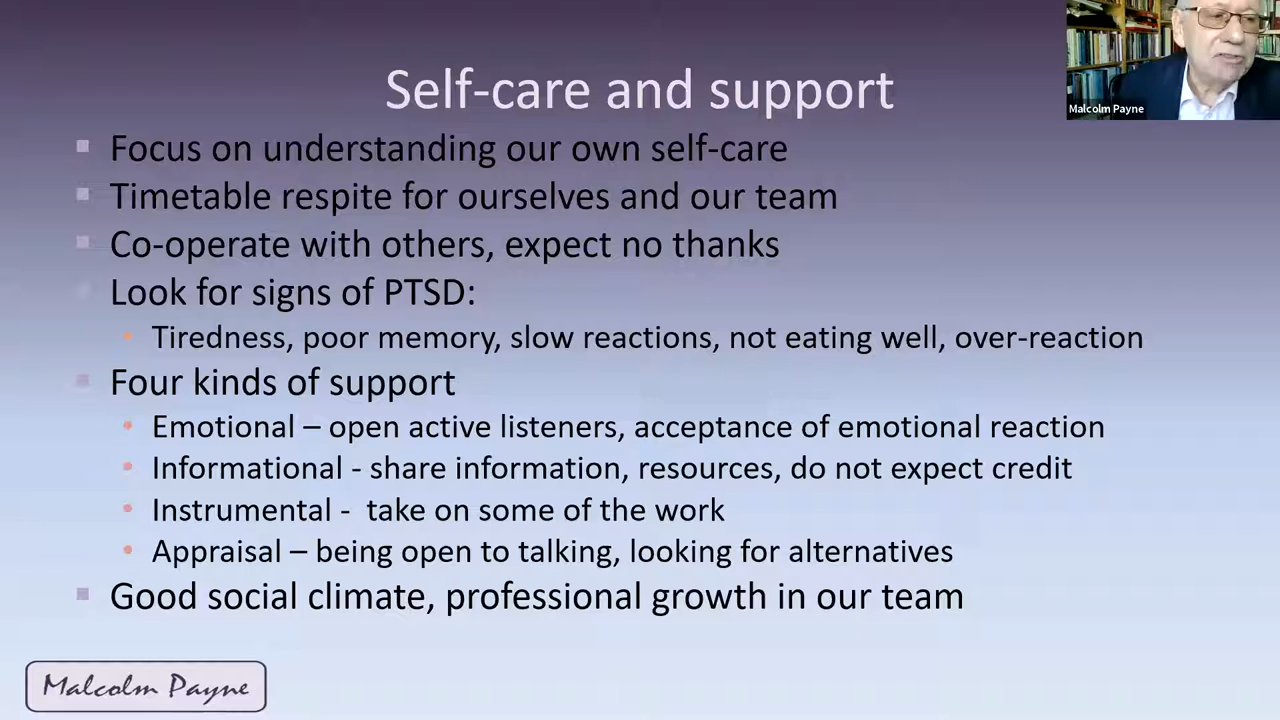 Self-care and support
Malcolm Payne
Focus on understanding our own self-care
Timetable respite for ourselves and our team
Co-operate with others, expect no thanks
Look for signs of PTSD:
Tiredness, poor memory, slow reactions, not eating well, over-reaction
Four kinds of support
Emotional – open active listeners, acceptance of emotional reaction
Informational - share information, resources, do not expect credit
Instrumental -  take on some of the work
Appraisal – being open to talking, looking for alternatives
Good social climate, professional growth in our team
Malcolm Payne